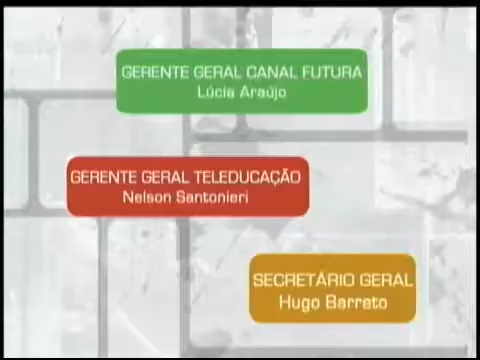 GERENTE GERAL CANAL FUTURA
Lúcia Araújo
GERENTE GERAL TELEDUCAÇÃO
Nelson Santonieri
SECRETÁRIO GERAL
Hugo Barreto